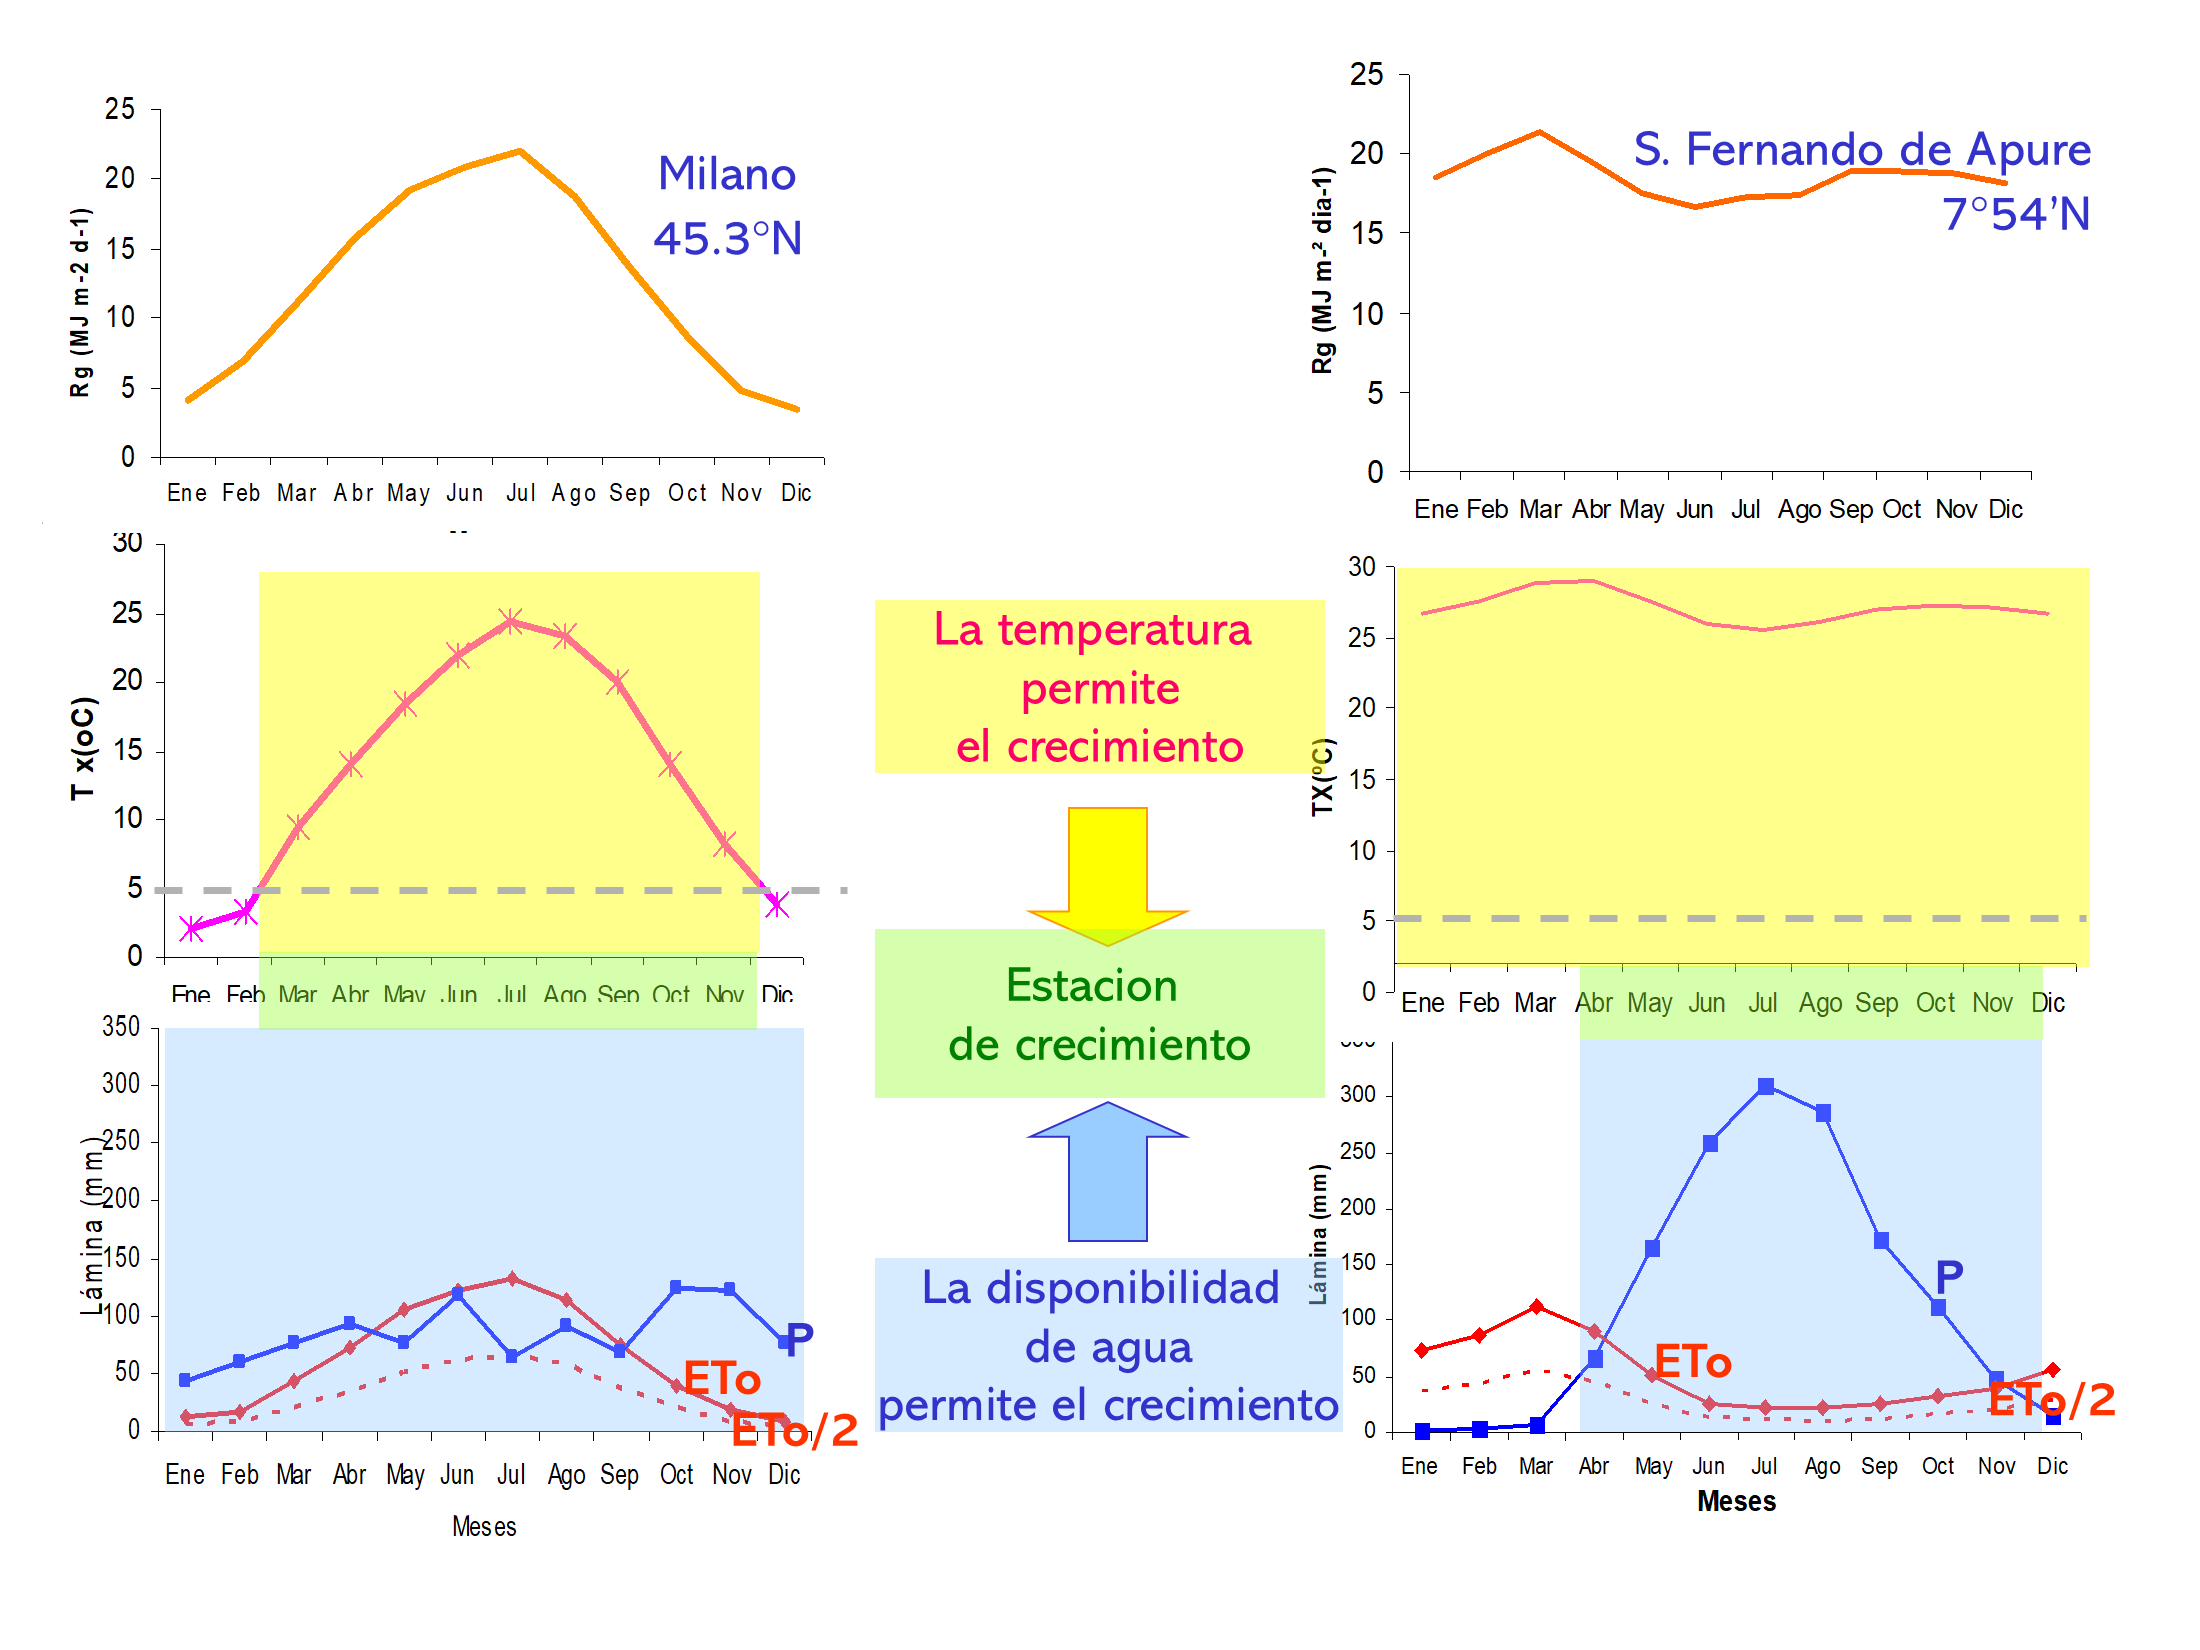 25
20
15
10
5
0
Rg (MJ m-2 d-1)
Milano
45.3°N
Ene Feb Mar Abr May Jun Jul Ago Sep Oct Nov Dic
25
20
15
10
5
0
Rg (MJ m-² dia-1)
S. Fernando de Apure
7°54’N
Ene Feb Mar Abr May Jun Jul Ago Sep Oct Nov Dic
30
25
20
15
10
5
0
T x(oC)
Ene Feb Mar Abr May Jun Jul Ago Sep Oct Nov Dic
La temperatura
permite
el crecimiento
Estacion
de crecimiento
La disponibilidad
de agua
permite el crecimiento
30
25
20
15
10
5
0
TX(ºC)
Ene Feb Mar Abr May Jun Jul Ago Sep Oct Nov Dic
350
300
250
200
150
100
50
0
Lámina (mm)
P
ETo
ETo/2
Ene Feb Mar Abr May Jun Jul Ago Sep Oct Nov Dic
Meses
350
300
250
200
150
100
50
0
Lámina (mm)
P
ETo
ETo/2
Ene Feb Mar Abr May Jun Jul Ago Sep Oct Nov Dic
Meses